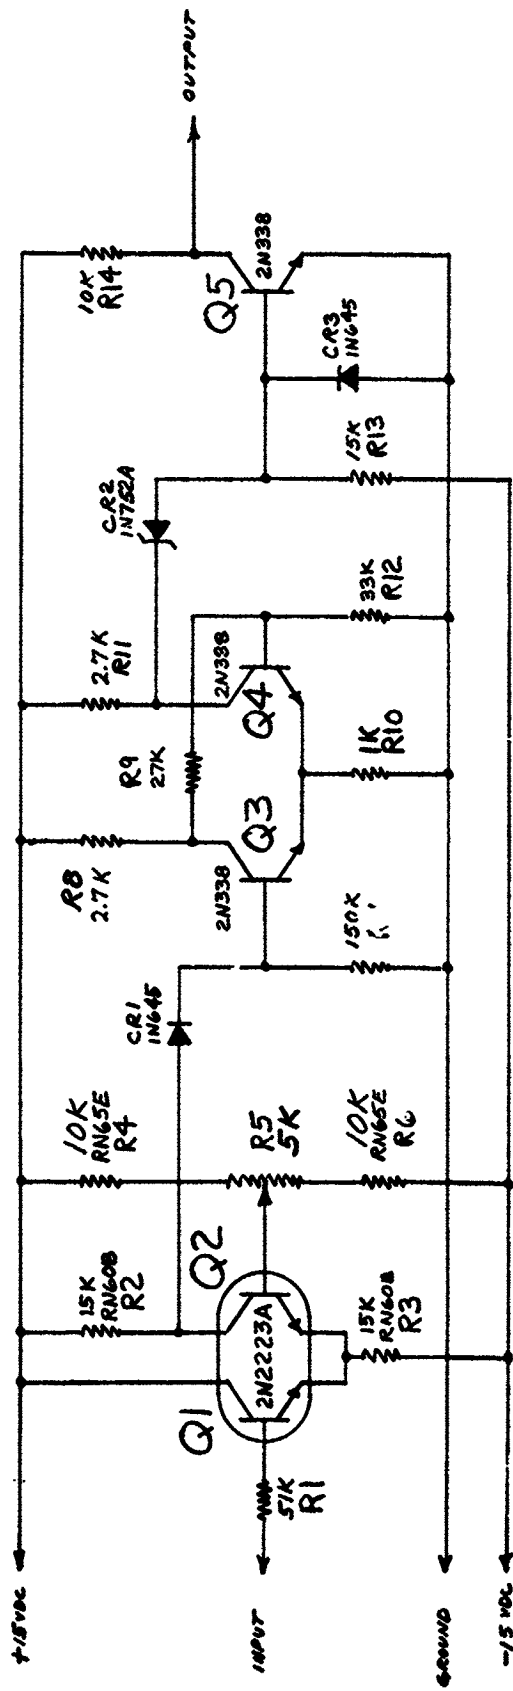 +15 VDC
15K
RN60B
R2
10K
RN65E
R4
R8
2.7K
2.7K
R11
10K
R14
OUTPUT
CR1
1N645
R9
27K
CR2
1N752A
Q1
Q2
2N2223A
INPUT
51K
R1
R5
5K
2N338
Q3
2N338
Q4
Q5
2N338
15K
RN60B
R3
10K
RN65E
R6
150K
1K
R10
33K
R12
15K
R13
CR3
1N645
GROUND
-15 VDC